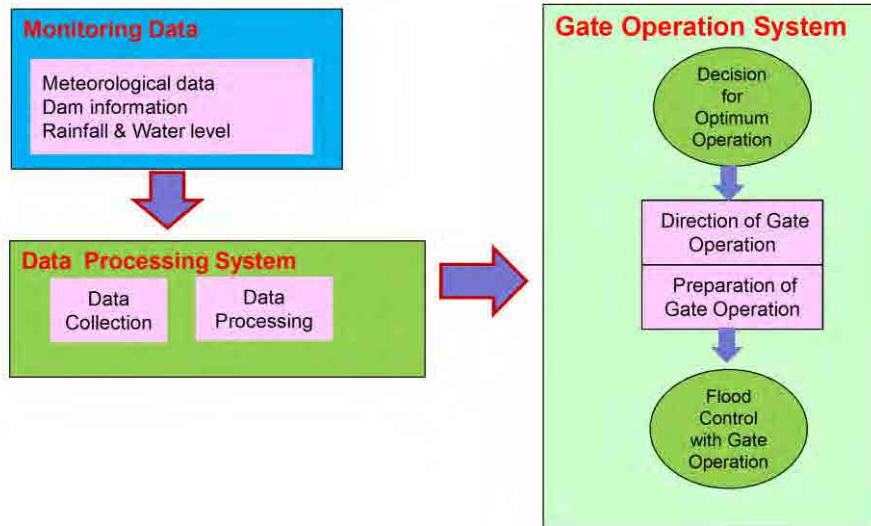 Monitoring Data
Meteorological data
Dam information
Rainfall & Water level
Data Processing System
Data
Collection
Data
Processing
Gate Operation System
Decision
for
Optimum
Operation
Direction of Gate
Operation
Preparation of
Gate Operation
Flood
Control
with Gate
Operation